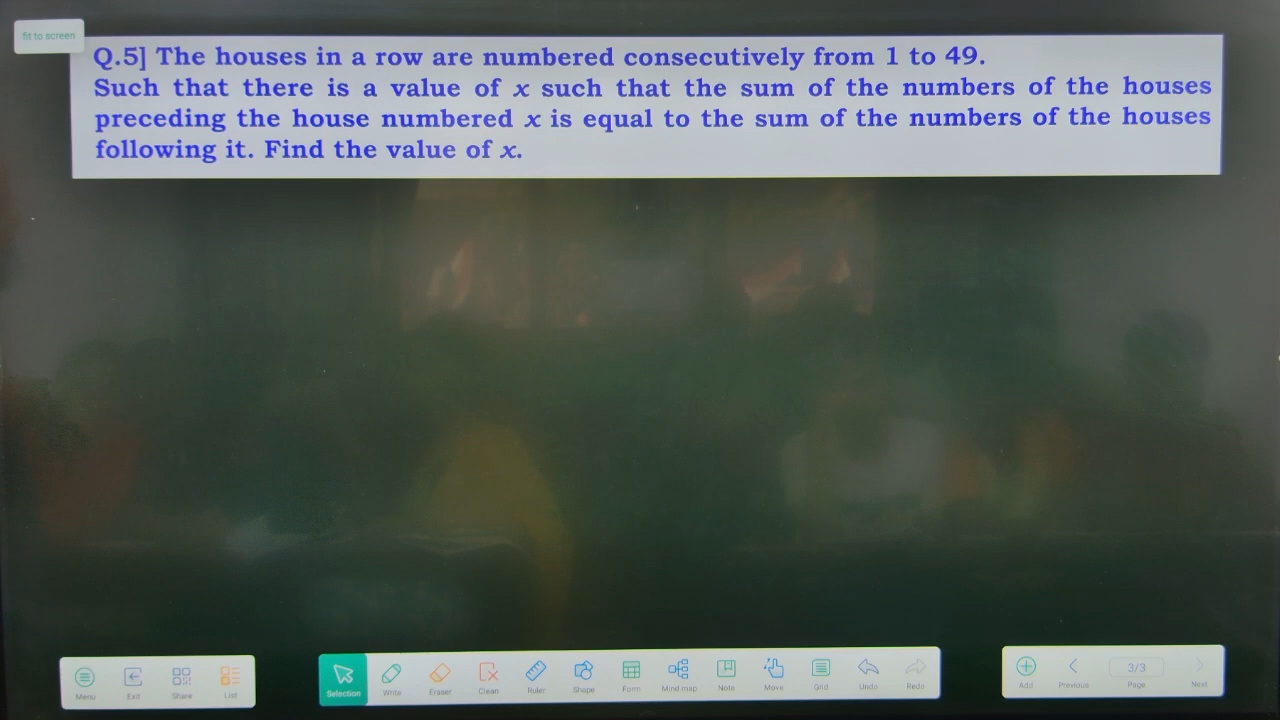 fit to screen
Q.5] The houses in a row are numbered consecutively from 1 to 49.
Such that there is a value of x such that the sum of the numbers of the houses
preceding the house numbered x is equal to the sum of the numbers of the houses
following it. Find the value of x.
Menu Exit Share List
Selection Write Eraser Clean Ruler Shape Form Mind map Note Move Grid Undo Redo
Add Previous 3/3 Page Next